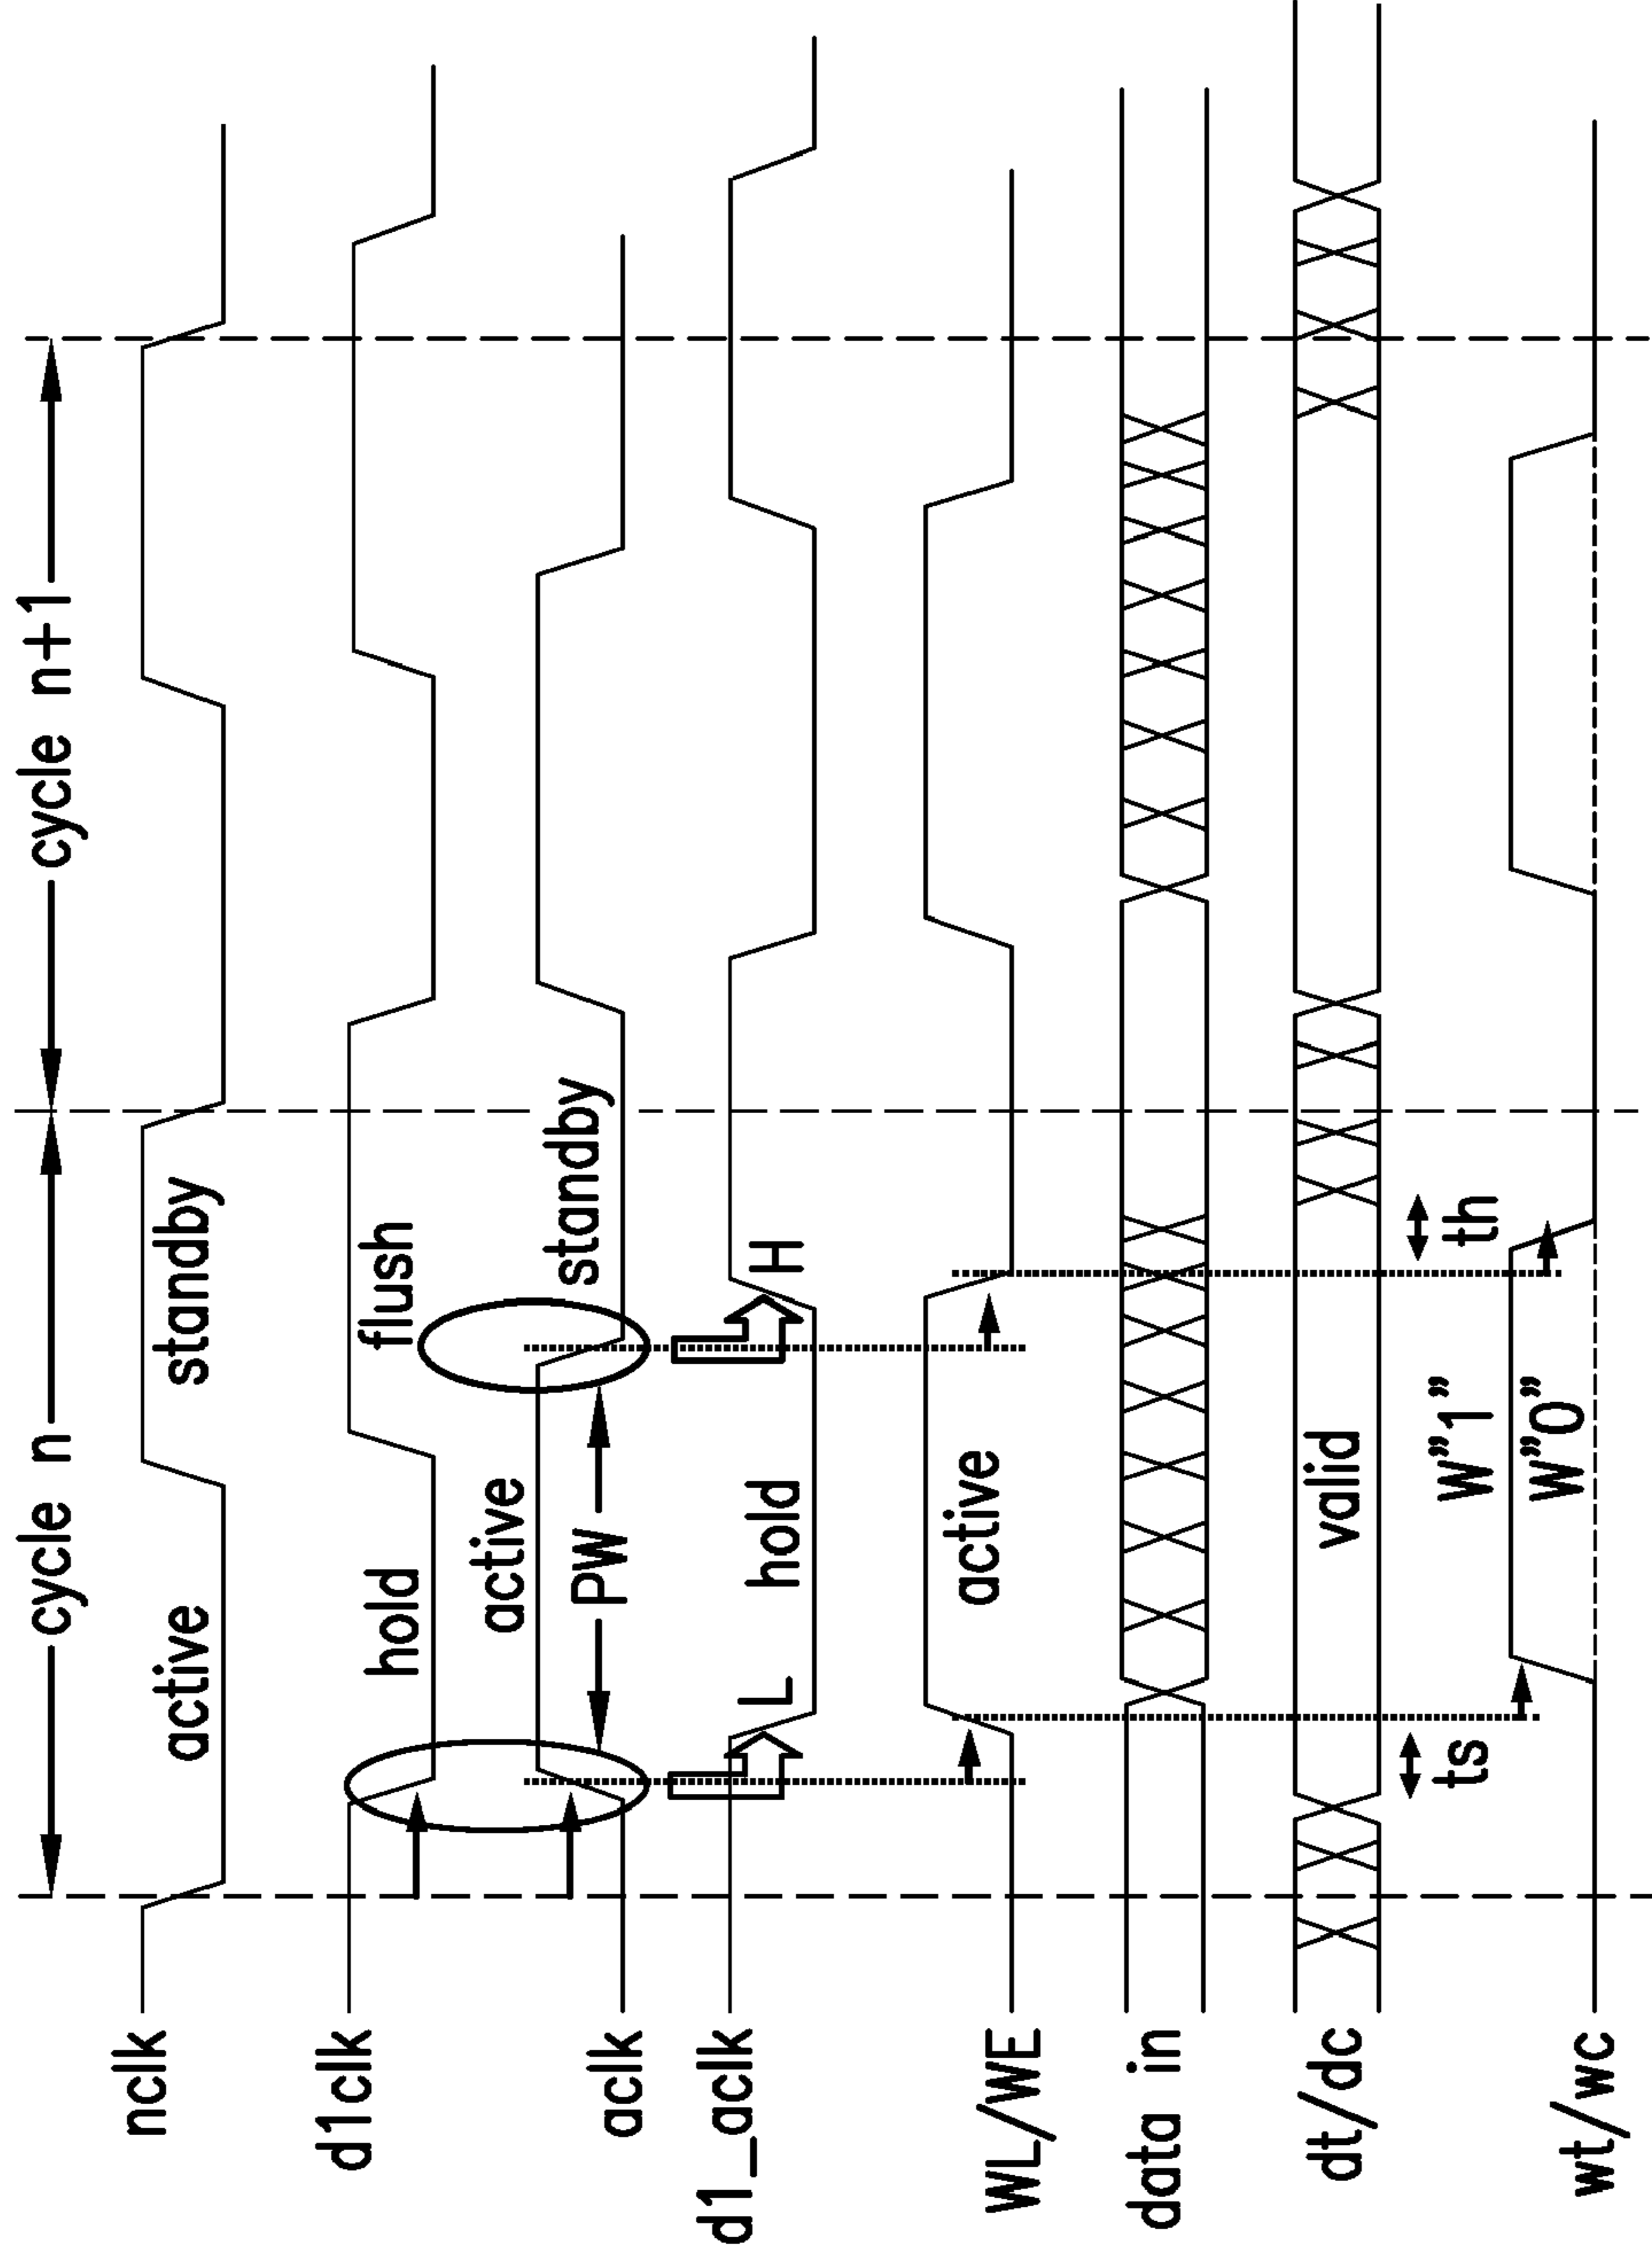 cycle n
cycle n+1
nclk
active
standby
d1clk
hold
flush
aclk
active
standby
PW
d1_aclk
L
hold
H
WL/WE
active
data in
dt/dc
valid
ts
th
wt/wc
W”1”
W”0”